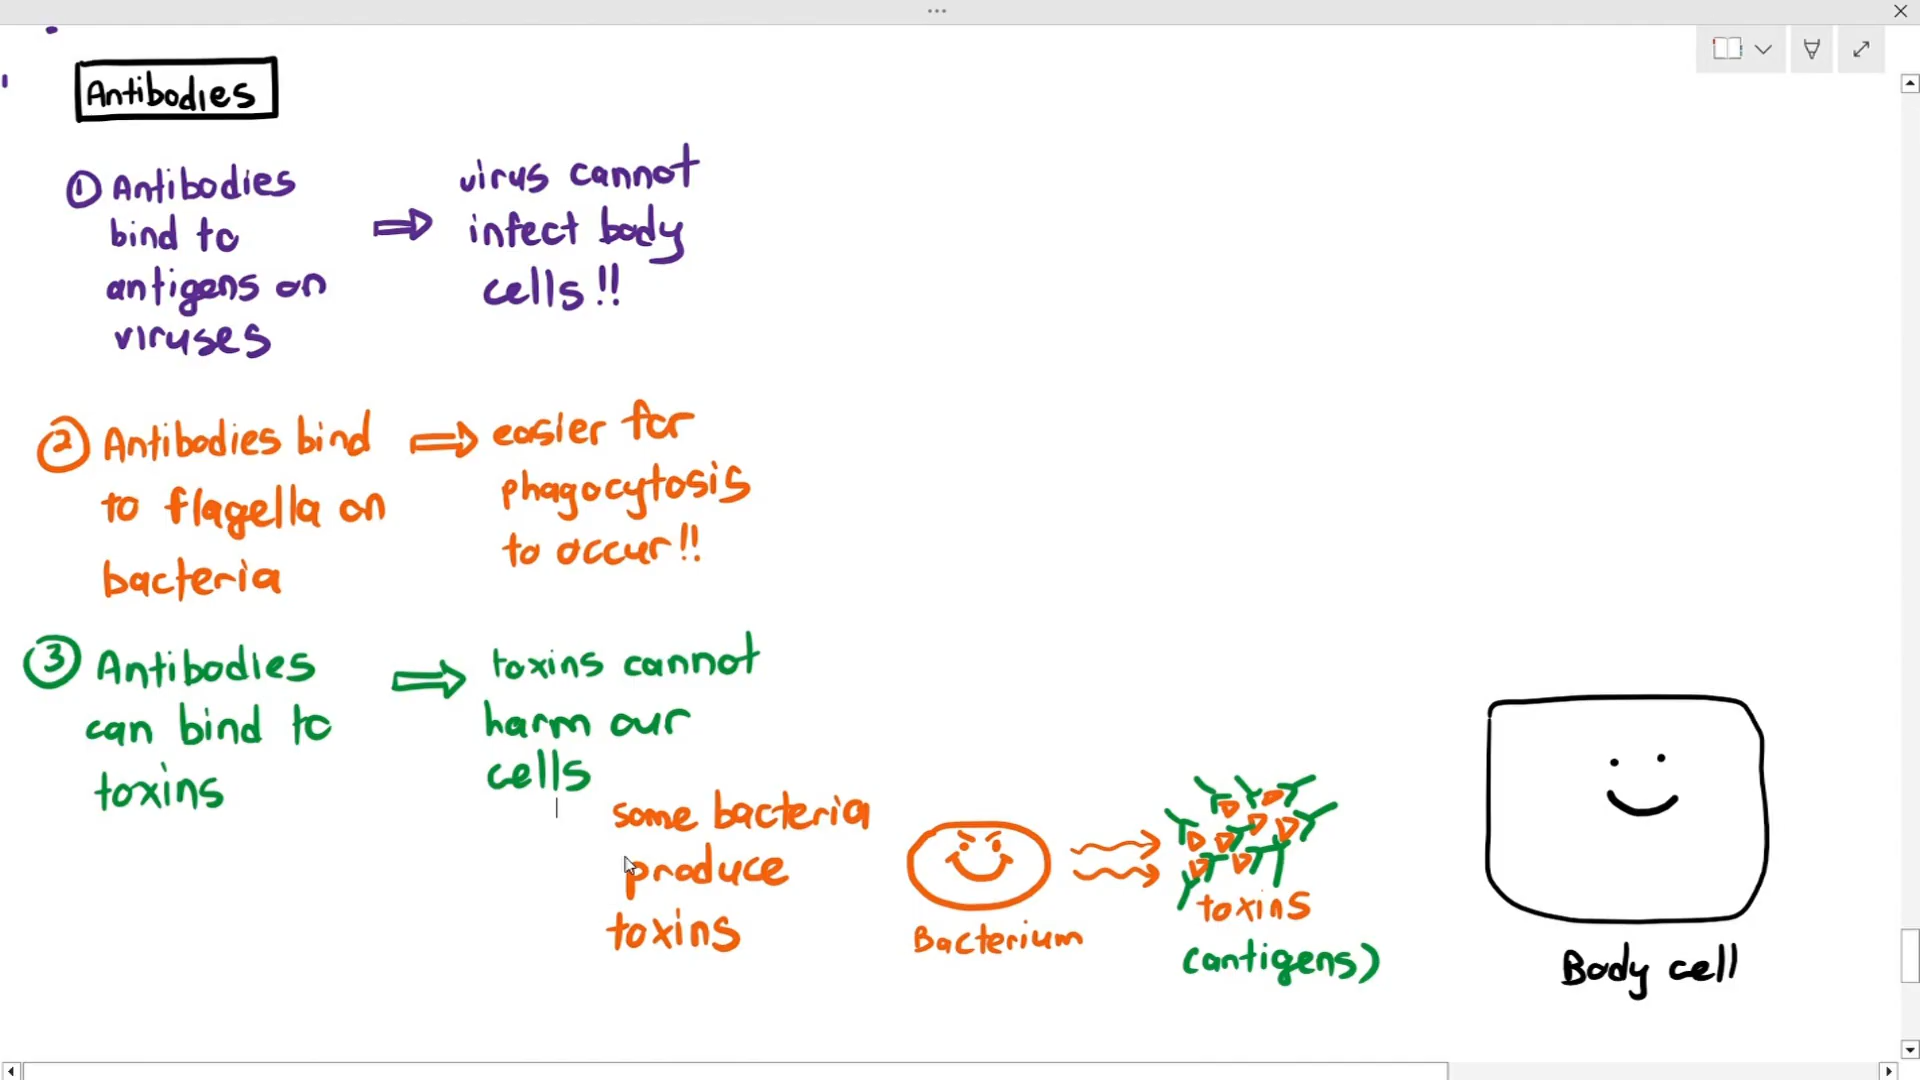 Antibodies
① Antibodies
bind to
antigens on
viruses
⇒
virus cannot
infect body
cells!!
② Antibodies bind
to flagella on
bacteria
⇒
easier for
phagocytosis
to occur!!
③ Antibodies
can bind to
toxins
⇒
toxins cannot
harm our
cells
some bacteria
produce
toxins
Bacterium
toxins
(antigens)
Body cell